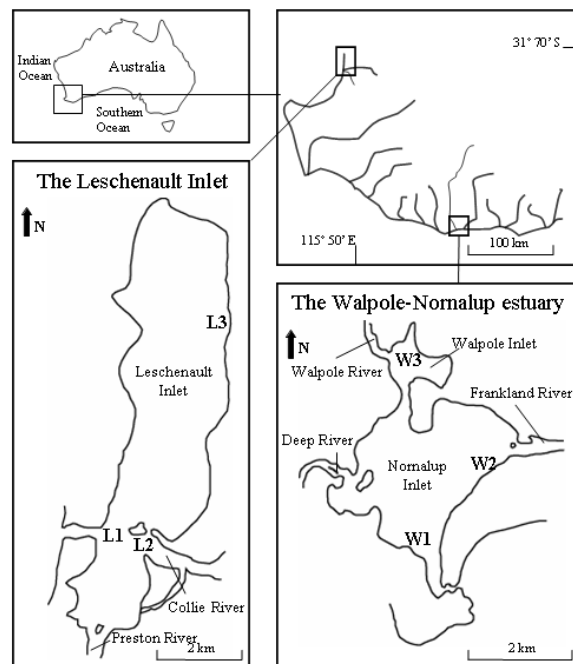 Indian
Ocean
Australia
Southern
Ocean
31° 70' S
115° 50' E
100 km
The Leschenault Inlet
N
L3
Leschenault
Inlet
L1
L2
Collie River
Preston River
2 km
The Walpole-Nornalup estuary
N
W3
Walpole Inlet
Walpole River
Frankland River
Deep River
W2
Nornalup
Inlet
W1
2 km